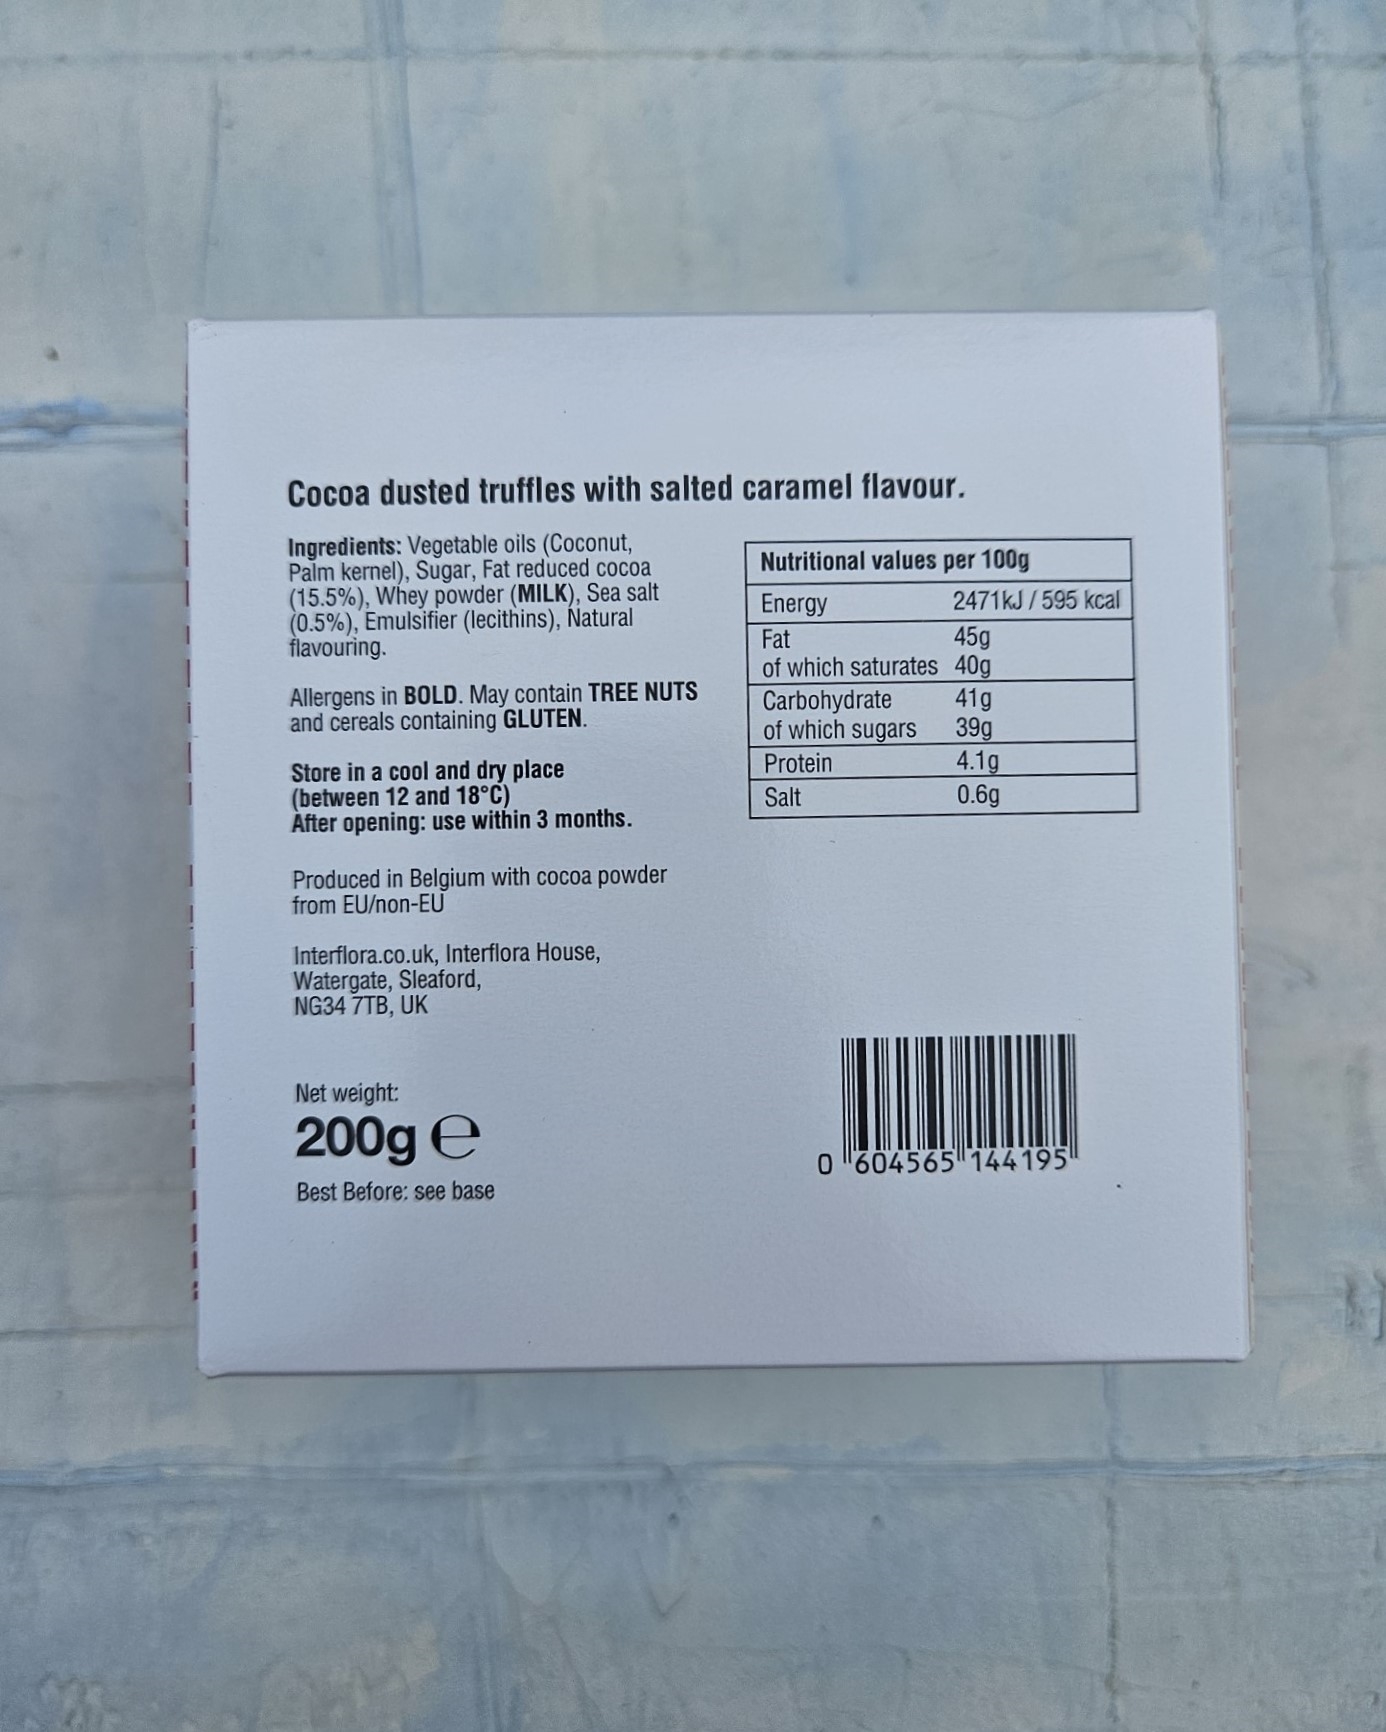 Cocoa dusted truffles with salted caramel flavour.
Ingredients: Vegetable oils (Coconut,
Palm kernel), Sugar, Fat reduced cocoa
(15.5%), Whey powder (MILK), Sea salt
(0.5%), Emulsifier (lecithins), Natural
flavouring.
Allergens in BOLD. May contain TREE NUTS
and cereals containing GLUTEN.
Store in a cool and dry place
(between 12 and 18°C)
After opening: use within 3 months.
Produced in Belgium with cocoa powder
from EU/non-EU
Interflora.co.uk, Interflora House,
Watergate, Sleaford,
NG34 7TB, UK
Net weight:
200g ℮
Best Before: see base
Nutritional values per 100g
Energy 2471kJ / 595 kcal
Fat 45g
of which saturates 40g
Carbohydrate 41g
of which sugars 39g
Protein 4.1g
Salt 0.6g
0 604565 144195